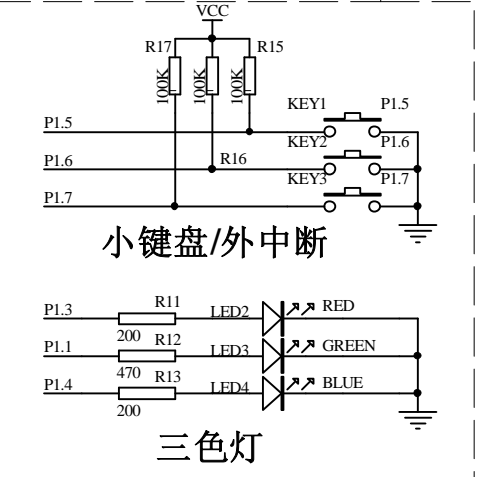 VCC
R17 R15
100K 100K 100K
KEY1 P1.5
P1.5
KEY2 P1.6
P1.6 R16
KEY3 P1.7
P1.7
小键盘/外中断
P1.3 R11 LED2 RED
200
P1.1 R12 LED3 GREEN
470
P1.4 R13 LED4 BLUE
200
三色灯